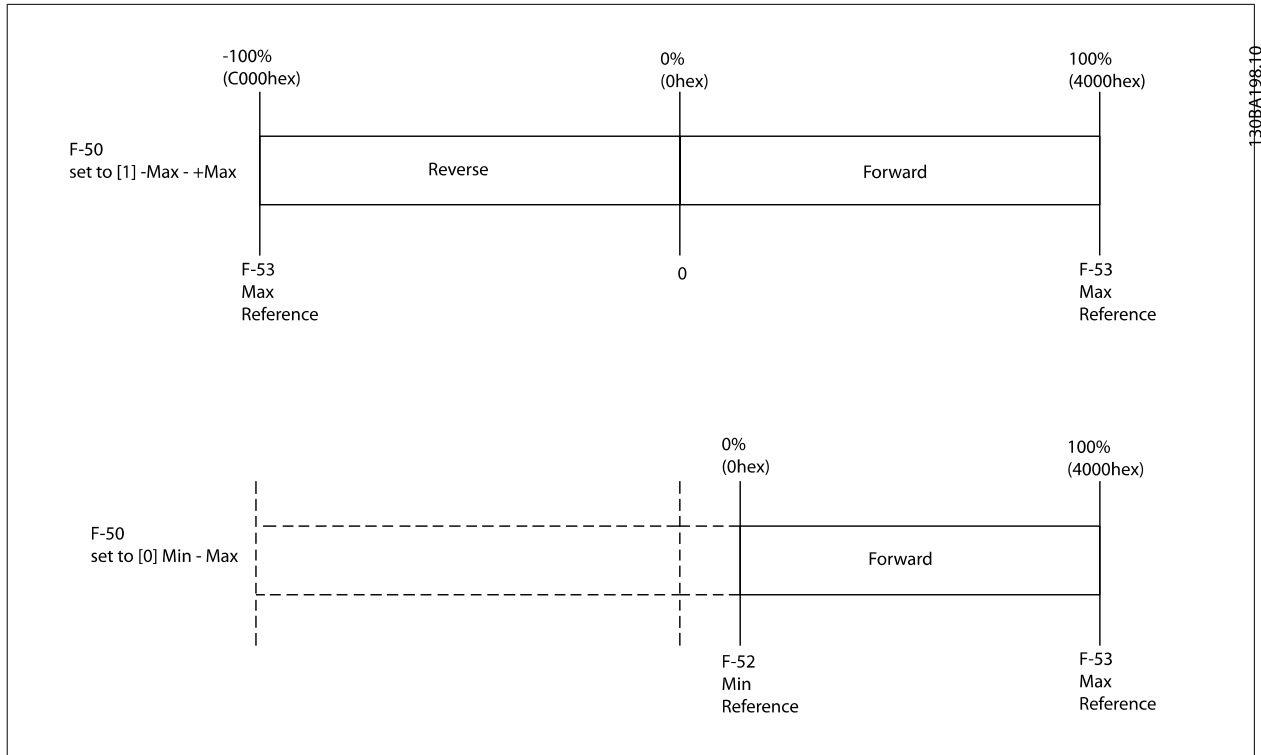 -100%
(C000hex)
0%
(0hex)
100%
(4000hex)
130BA198.10
F-50
set to [1] -Max - +Max
Reverse
Forward
F-53
Max
Reference
0
F-53
Max
Reference
0%
(0hex)
100%
(4000hex)
F-50
set to [0] Min - Max
Forward
F-52
Min
Reference
F-53
Max
Reference